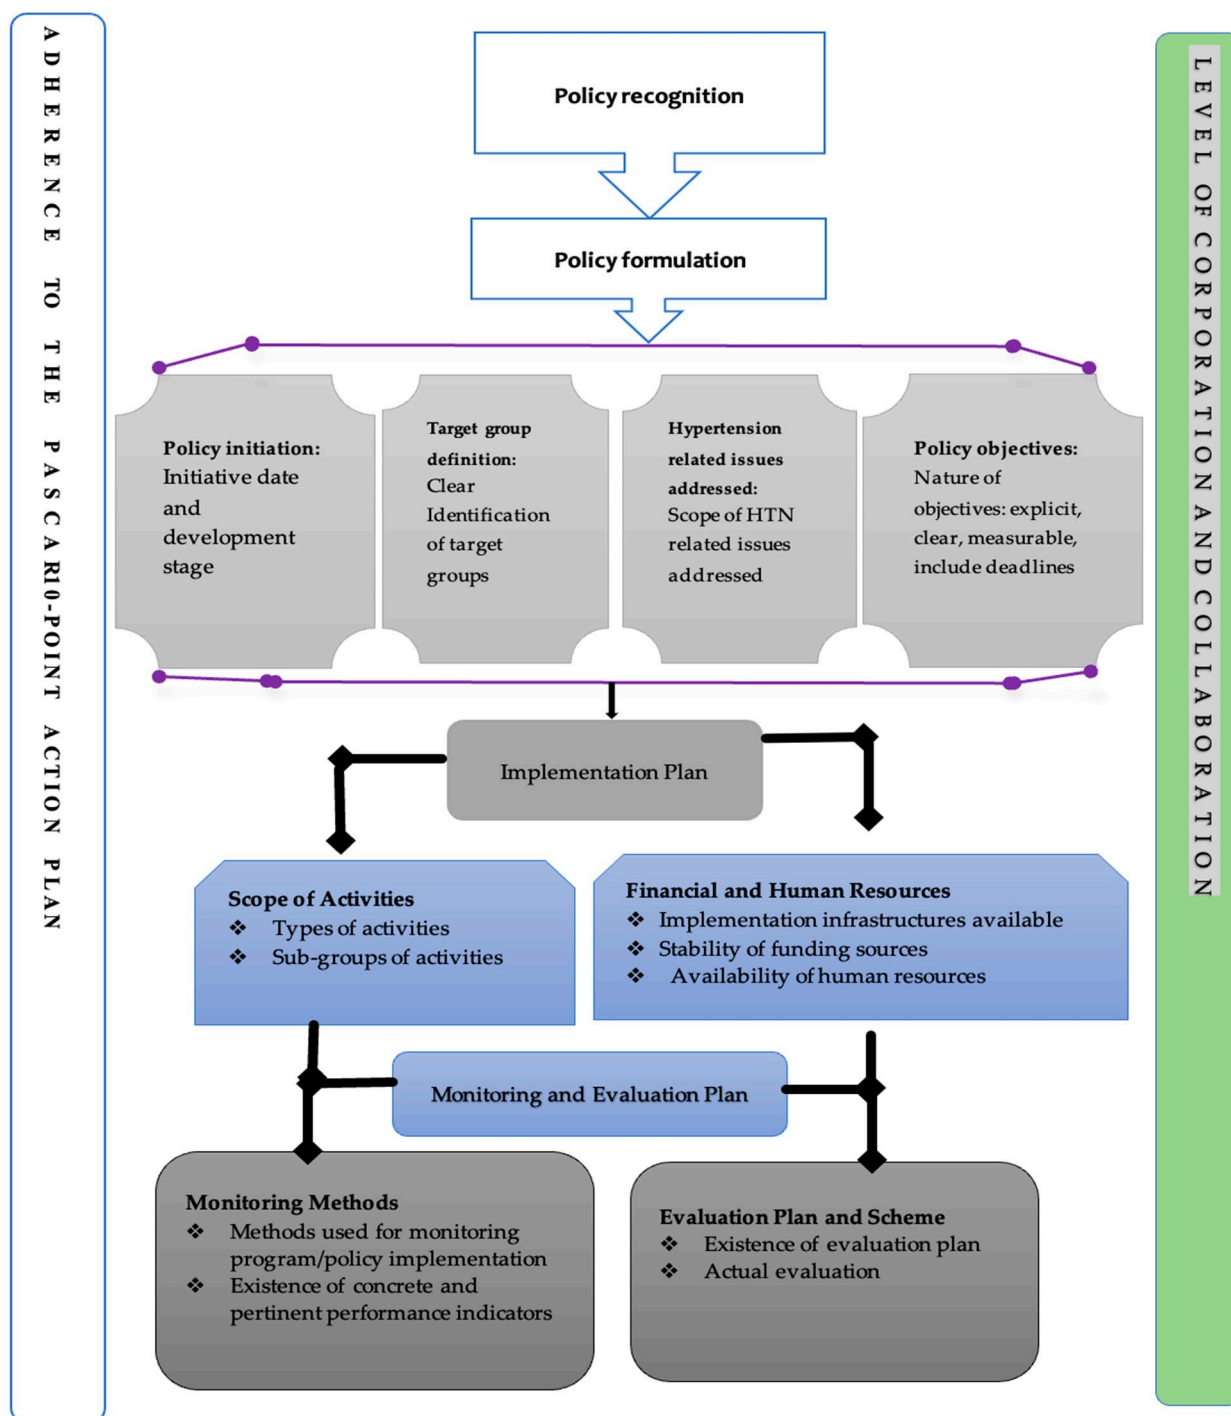 ADHERENCE TO THE PASCAR10-POINT ACTION PLAN
Policy recognition
Policy formulation
Policy initiation:
Initiative date
and
development
stage
Target group
definition:
Clear
Identification
of target
groups
Hypertension
related issues
addressed:
Scope of HTN
related issues
addressed
Policy objectives:
Nature of
objectives: explicit,
clear, measurable,
include deadlines
Implementation Plan
Scope of Activities
❖ Types of activities
❖ Sub-groups of activities
Financial and Human Resources
❖ Implementation infrastructures available
❖ Stability of funding sources
❖ Availability of human resources
Monitoring and Evaluation Plan
Monitoring Methods
❖ Methods used for monitoring
program/policy implementation
❖ Existence of concrete and
pertinent performance indicators
Evaluation Plan and Scheme
❖ Existence of evaluation plan
❖ Actual evaluation
LEVEL OF CORPORATION AND COLLABORATION